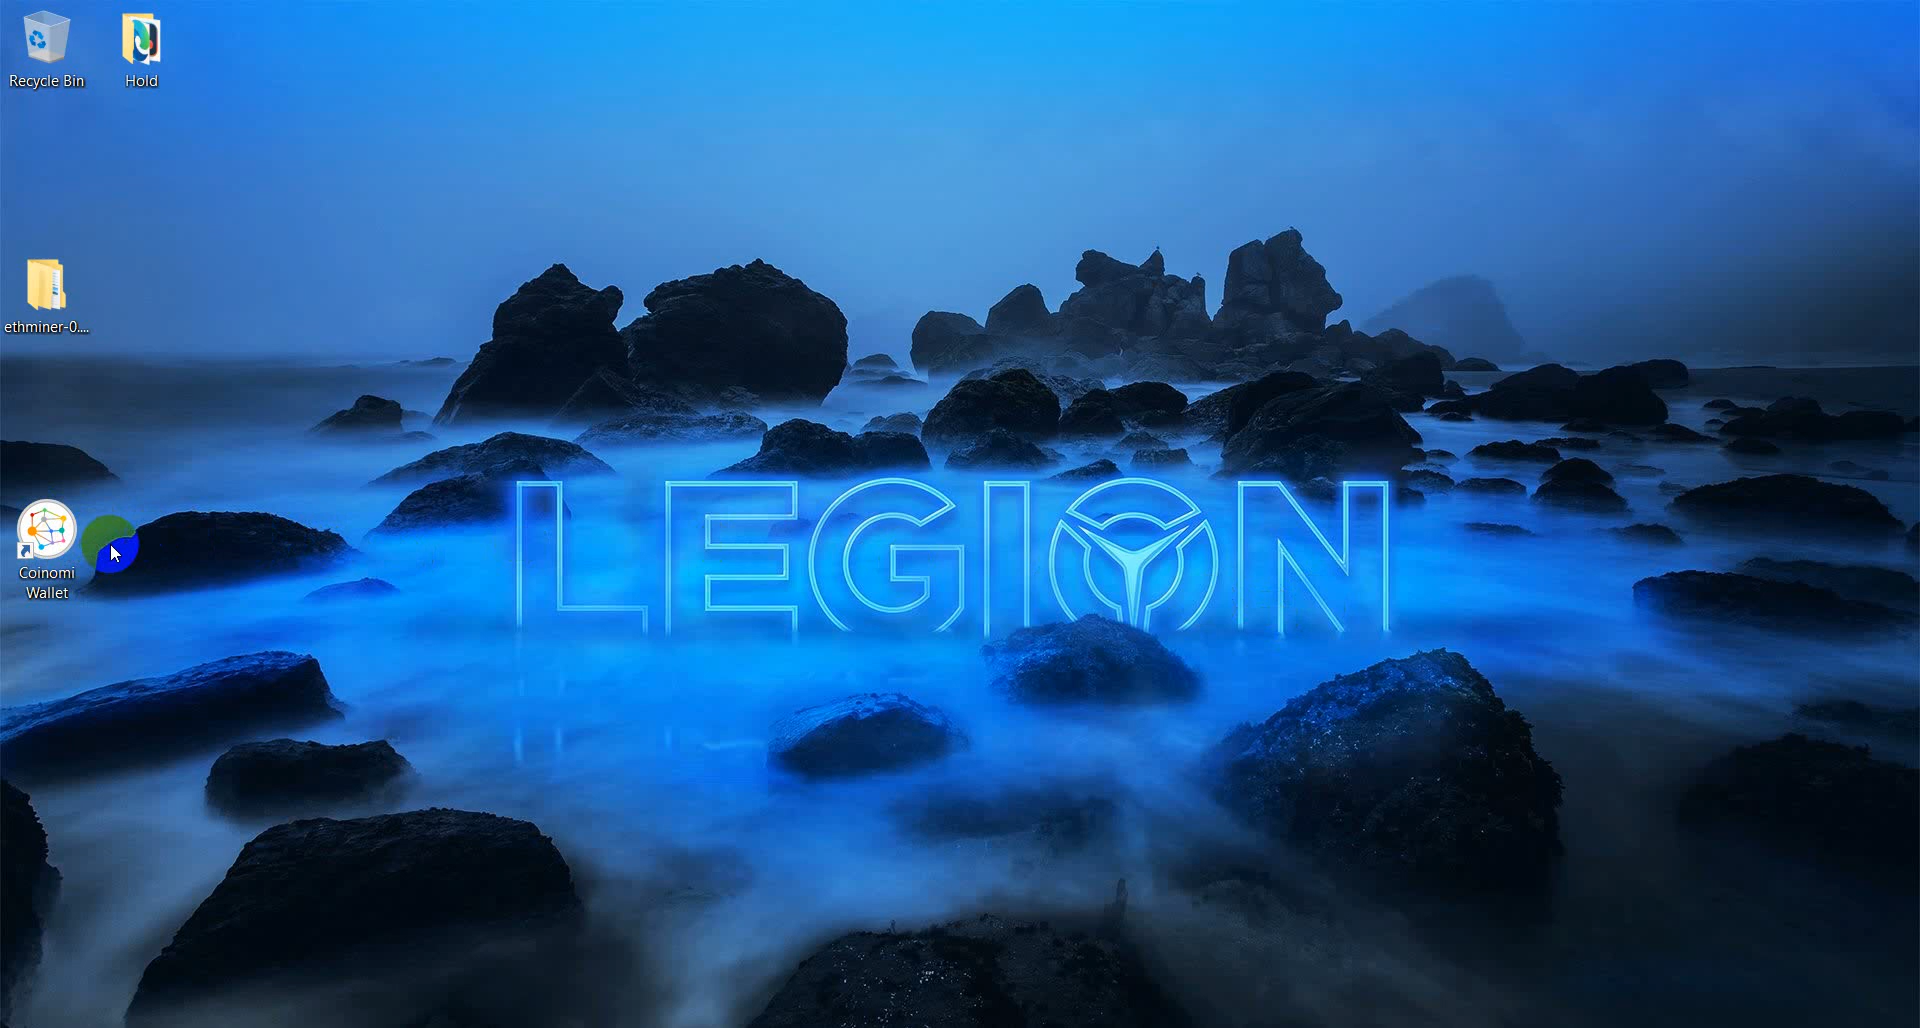 Recycle Bin
Hold
ethminer-0....
Coinomi
Wallet
LEGION